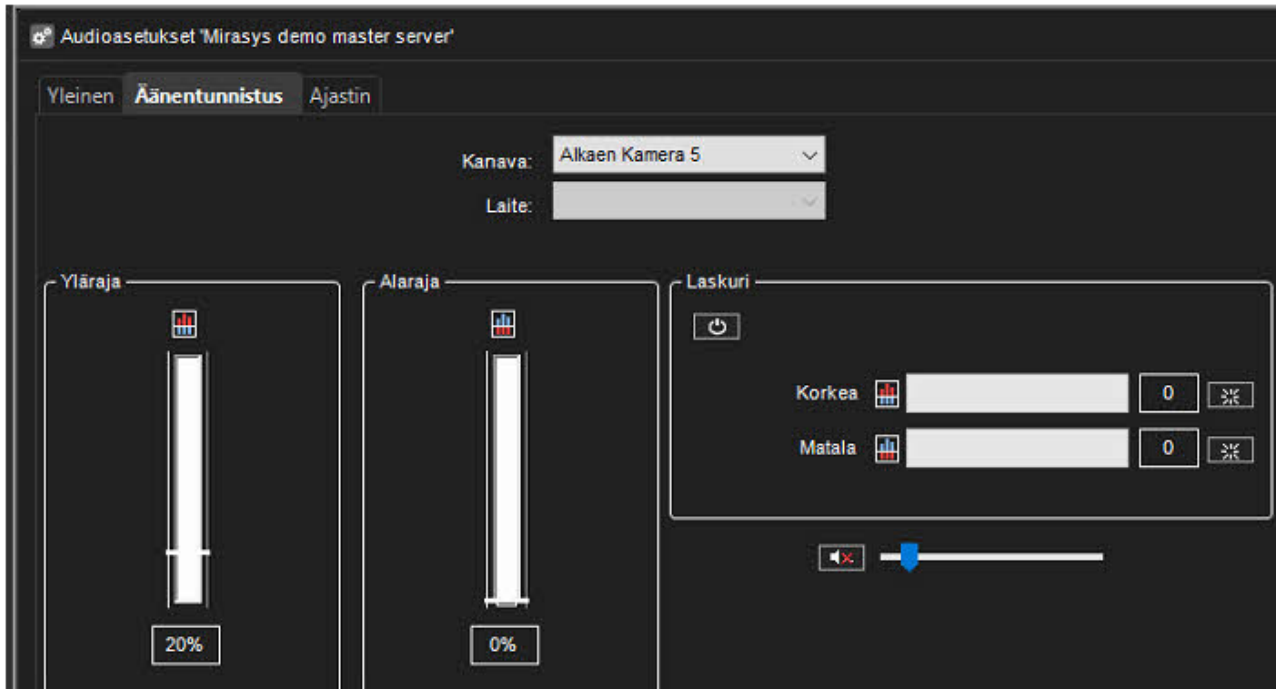 Audioasetukset 'Mirasys demo master server'
Yleinen Äänentunnistus Ajastin
Kanava: Alkaen Kamera 5
Laite:
Yläraja Alaraja Laskuri
Korkea 0
Matala 0
20% 0%